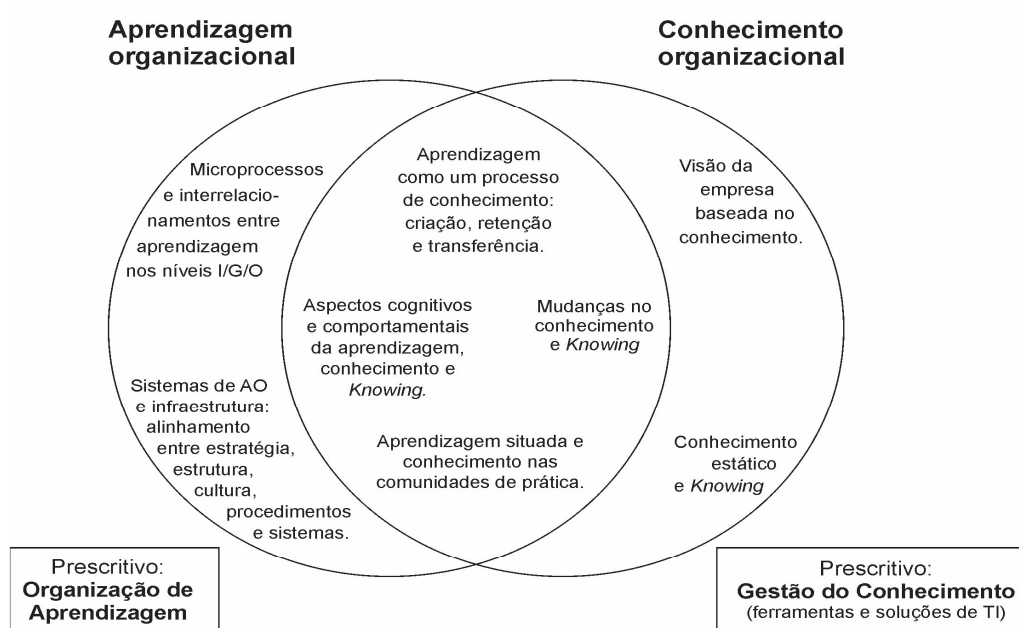 Aprendizagem
organizacional
Conhecimento
organizacional
Microprocessos
e interrelacio-
namentos entre
aprendizagem
nos níveis I/G/O
Aprendizagem
como um processo
de conhecimento:
criação, retenção
e transferência.
Visão da
empresa
baseada no
conhecimento.
Aspectos cognitivos
e comportamentais
da aprendizagem,
conhecimento e
Knowing.
Mudanças no
conhecimento
e Knowing
Sistemas de AO
e infraestrutura:
alinhamento
entre estratégia,
estrutura,
cultura,
procedimentos
e sistemas.
Aprendizagem situada e
conhecimento nas
comunidades de prática.
Conhecimento
estático
e Knowing
Prescritivo:
Organização de
Aprendizagem
Prescritivo:
Gestão do Conhecimento
(ferramentas e soluções de TI)